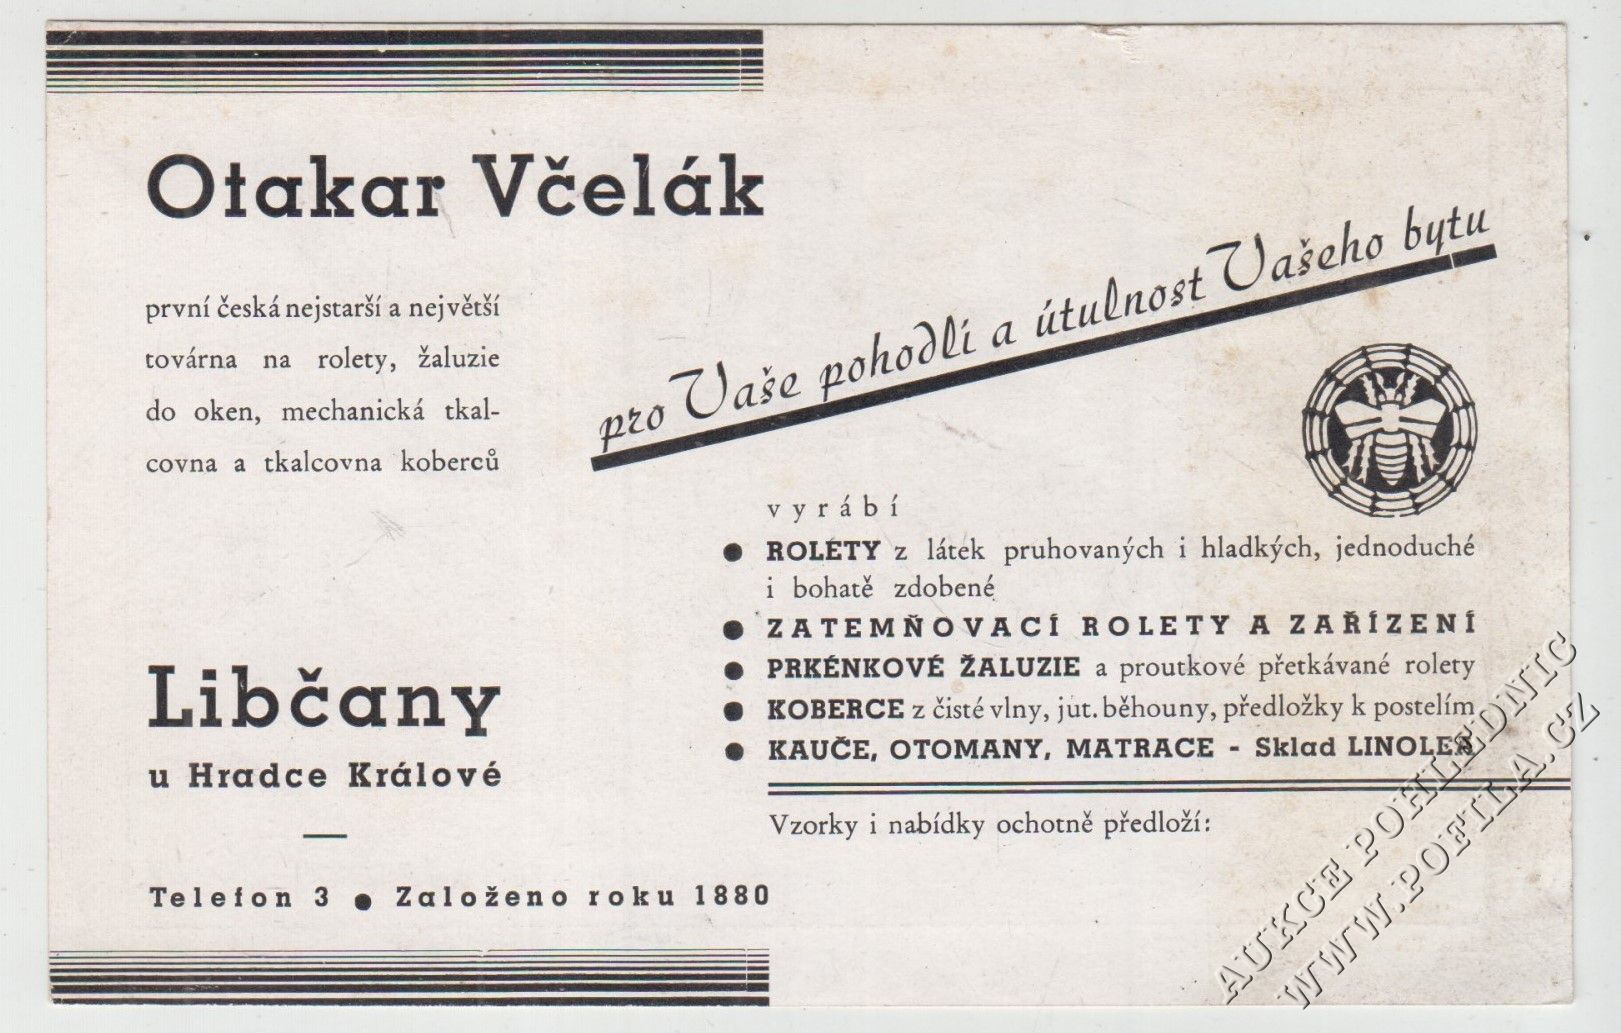 Otakar Včelák
první česká nejstarší a největší
továrna na rolety, žaluzie
do oken, mechanická tkal-
covna a tkalcovna koberců
Libčany
u Hradce Králové
Telefon 3 ● Založeno roku 1880
pro Vaše pohodlí a útulnost Vašeho bytu
vyrábí
● ROLETY z látek pruhovaných i hladkých, jednoduché
i bohatě zdobené
● ZATEMŇOVACÍ ROLETY A ZAŘÍZENÍ
● PRKÉNKOVÉ ŽALUZIE a proutkové přetkávané rolety
● KOBERCE z čisté vlny, jut. běhouny, předložky k postelím
● KAUČE, OTOMANY, MATRACE - Sklad LINOLEA
Vzorky i nabídky ochotně předloží:
AUKCE POHLEDNIC
WWW.POFILA.CZ